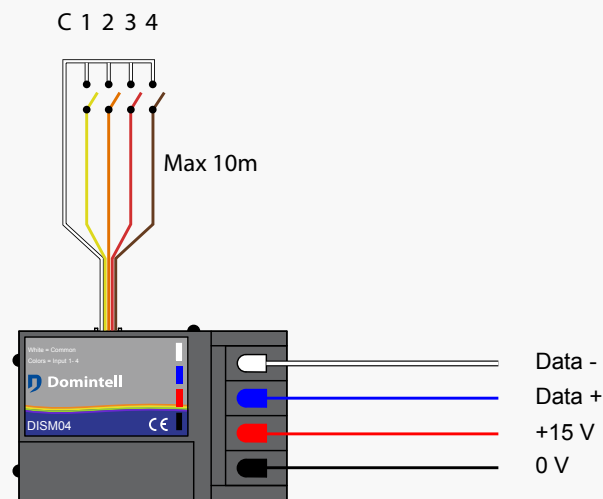 C 1 2 3 4
Max 10m
White = Common
Colors = Input 1- 4
Domintell
DISM04
CE
Data -
Data +
+15 V
0 V